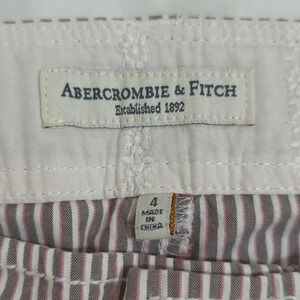 ABERCROMBIE & FITCH
Established 1892
4
MADE
IN
CHINA